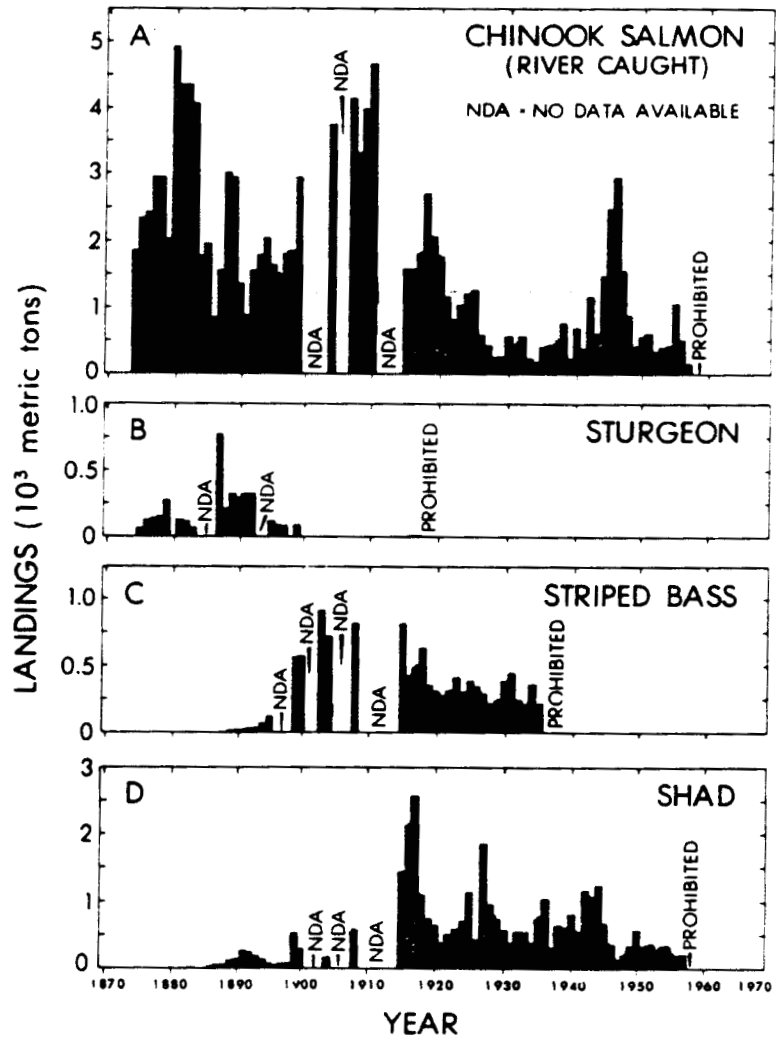 A
CHINOOK SALMON
(RIVER CAUGHT)
NDA - NO DATA AVAILABLE
5
4
3
2
1
0
NDA
NDA
NDA
PROHIBITED
B
STURGEON
1.0
0.5
0
NDA
NDA
PROHIBITED
C
STRIPED BASS
1.0
0.5
0
NDA
NDA
NDA
NDA
PROHIBITED
D
SHAD
3
2
1
0
NDA
NDA
NDA
PROHIBITED
1870 1880 1890 1900 1910 1920 1930 1940 1950 1960 1970
YEAR
LANDINGS (10³ metric tons)